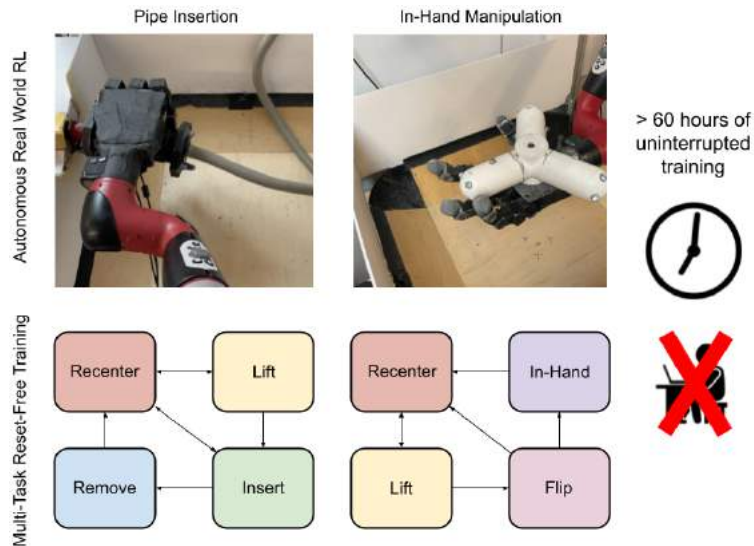 Pipe Insertion
In-Hand Manipulation
Autonomous Real World RL
> 60 hours of
uninterrupted
training
Multi-Task Reset-Free Training
Recenter
Lift
Remove
Insert
Recenter
In-Hand
Lift
Flip